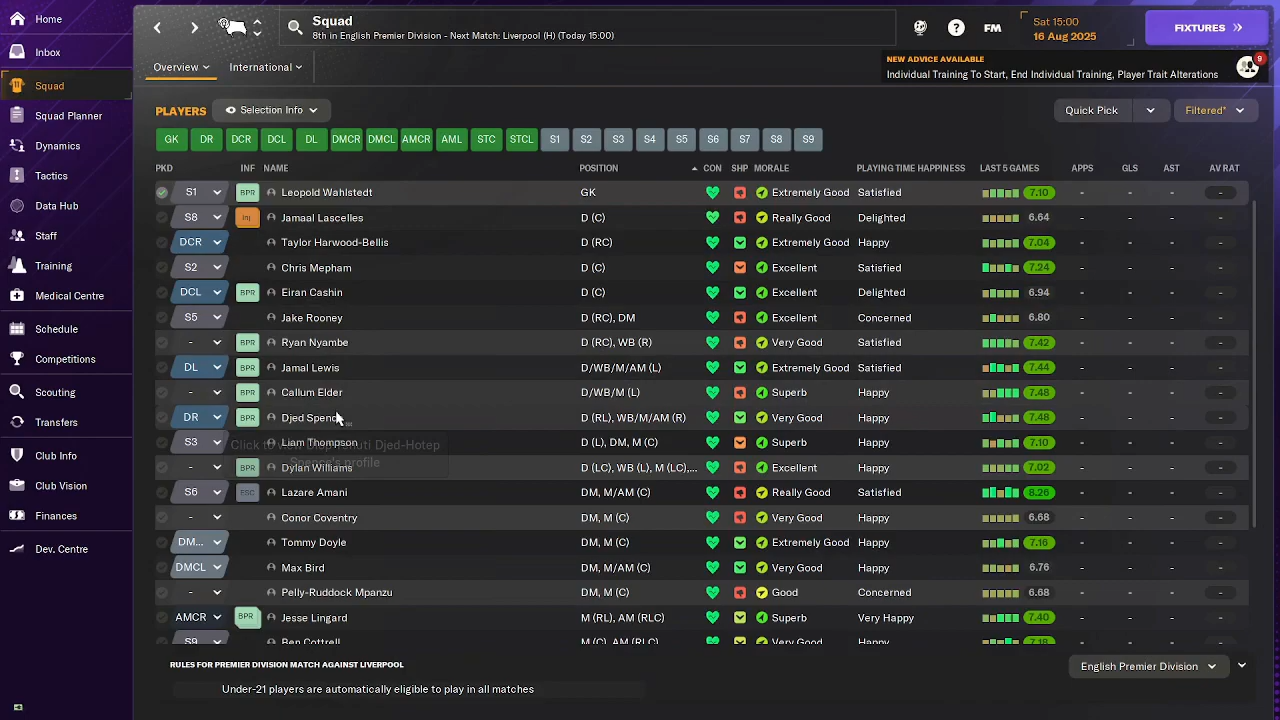 Home
Squad
8th in English Premier Division - Next Match: Liverpool (H) (Today 15:00)
FM
Sat 15:00
16 Aug 2025
FIXTURES
Inbox
Overview
International
NEW ADVICE AVAILABLE
Individual Training To Start, End Individual Training, Player Trait Alterations
9
Squad
PLAYERS
Selection Info
Quick Pick
Filtered*
Squad Planner
GK DR DCR DCL DL DMCR DMCL AMCR AML STC STCL S1 S2 S3 S4 S5 S6 S7 S8 S9
Dynamics
PKD INF NAME POSITION CON SHP MORALE PLAYING TIME HAPPINESS LAST 5 GAMES APPS GLS AST AV RAT
Tactics
S1 BPR Leopold Wahlstedt GK Extremely Good Satisfied 7.10 - - - -
Data Hub
S8 Inj Jamaal Lascelles D (C) Really Good Delighted 6.64 - - - -
Staff
DCR Taylor Harwood-Bellis D (RC) Extremely Good Happy 7.04 - - - -
Training
S2 Chris Mepham D (C) Excellent Satisfied 7.24 - - - -
Medical Centre
DCL BPR Eiran Cashin D (C) Excellent Delighted 6.94 - - - -
Schedule
S5 Jake Rooney D (RC), DM Excellent Concerned 6.80 - - - -
Competitions
- BPR Ryan Nyambe D (RC), WB (R) Very Good Happy 7.42 - - - -
Scouting
DL BPR Jamal Lewis D/WB/M/AM (L) Extremely Good Satisfied 7.44 - - - -
Transfers
- BPR Callum Elder D/WB/M (L) Superb Happy 7.48 - - - -
Club Info
DR BPR Djed Spence D (RL), WB/M/AM (R) Very Good Happy 7.48 - - - -
Club Vision
S3 Liam Thompson D (L), DM, M (C) Superb Happy 7.10 - - - -
Finances
- BPR Dylan Williams D (LC), WB (L), M (LC),... Excellent Happy 7.02 - - - -
Dev. Centre
S6 ESC Lazare Amani DM, M/AM (C) Really Good Satisfied 8.26 - - - -
- Conor Coventry DM, M (C) Very Good Happy 6.68 - - - -
DM... Tommy Doyle DM, M (C) Extremely Good Happy 7.16 - - - -
DMCL Max Bird DM, M/AM (C) Excellent Happy 6.76 - - - -
- Pelly-Ruddock Mpanzu DM, M (C) Good Concerned 6.68 - - - -
AMCR BPR Jesse Lingard M (RL), AM (RLC) Superb Very Happy 7.40 - - - -
S9 Ben Cottrell M (C), AM (RLC) Very Good Happy 7.18 - - - -
RULES FOR PREMIER DIVISION MATCH AGAINST LIVERPOOL
English Premier Division
Under-21 players are automatically eligible to play in all matches